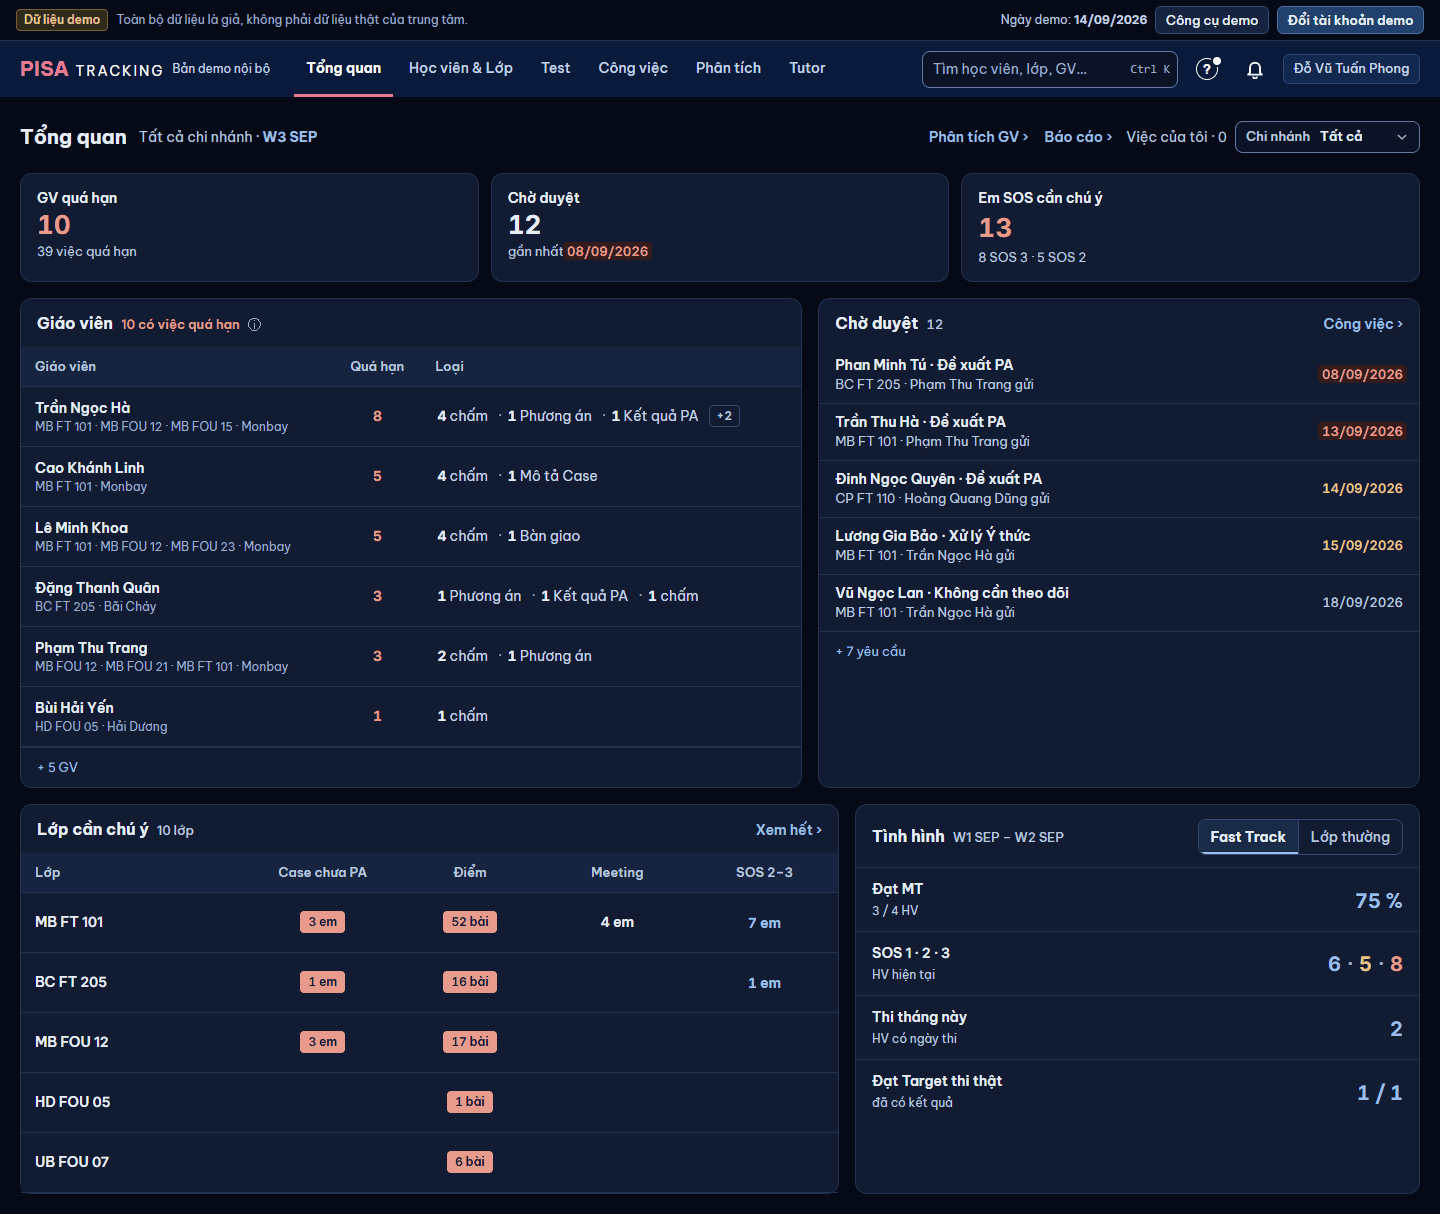 Dữ liệu demo Toàn bộ dữ liệu là giả, không phải dữ liệu thật của trung tâm. Ngày demo: 14/09/2026 Công cụ demo Đổi tài khoản demo
PISA TRACKING Bản demo nội bộ Tổng quan Học viên & Lớp Test Công việc Phân tích Tutor Tìm học viên, lớp, GV... Ctrl K ? Đỗ Vũ Tuấn Phong
Tổng quan Tất cả chi nhánh · W3 SEP Phân tích GV › Báo cáo › Việc của tôi · 0 Chi nhánh Tất cả
GV quá hạn
10
39 việc quá hạn
Chờ duyệt
12
gần nhất 08/09/2026
Em SOS cần chú ý
13
8 SOS 3 · 5 SOS 2
Giáo viên 10 có việc quá hạn
Giáo viên Quá hạn Loại
Trần Ngọc Hà
MB FT 101 · MB FOU 12 · MB FOU 15 · Monbay
8 4 chấm · 1 Phương án · 1 Kết quả PA +2
Cao Khánh Linh
MB FT 101 · Monbay
5 4 chấm · 1 Mô tả Case
Lê Minh Khoa
MB FT 101 · MB FOU 12 · MB FOU 23 · Monbay
5 4 chấm · 1 Bàn giao
Đặng Thanh Quân
BC FT 205 · Bãi Cháy
3 1 Phương án · 1 Kết quả PA · 1 chấm
Phạm Thu Trang
MB FOU 12 · MB FOU 21 · MB FT 101 · Monbay
3 2 chấm · 1 Phương án
Bùi Hải Yến
HD FOU 05 · Hải Dương
1 1 chấm
+ 5 GV
Chờ duyệt 12 Công việc ›
Phan Minh Tú · Đề xuất PA
BC FT 205 · Phạm Thu Trang gửi
08/09/2026
Trần Thu Hà · Đề xuất PA
MB FT 101 · Phạm Thu Trang gửi
13/09/2026
Đinh Ngọc Quyên · Đề xuất PA
CP FT 110 · Hoàng Quang Dũng gửi
14/09/2026
Lương Gia Bảo · Xử lý Ý thức
MB FT 101 · Trần Ngọc Hà gửi
15/09/2026
Vũ Ngọc Lan · Không cần theo dõi
MB FT 101 · Trần Ngọc Hà gửi
18/09/2026
+ 7 yêu cầu
Lớp cần chú ý 10 lớp Xem hết ›
Lớp Case chưa PA Điểm Meeting SOS 2–3
MB FT 101 3 em 52 bài 4 em 7 em
BC FT 205 1 em 16 bài 1 em
MB FOU 12 3 em 17 bài
HD FOU 05 1 bài
UB FOU 07 6 bài
Tình hình W1 SEP – W2 SEP Fast Track Lớp thường
Đạt MT
3 / 4 HV
75 %
SOS 1 · 2 · 3
HV hiện tại
6 · 5 · 8
Thi tháng này
HV có ngày thi
2
Đạt Target thi thật
đã có kết quả
1 / 1